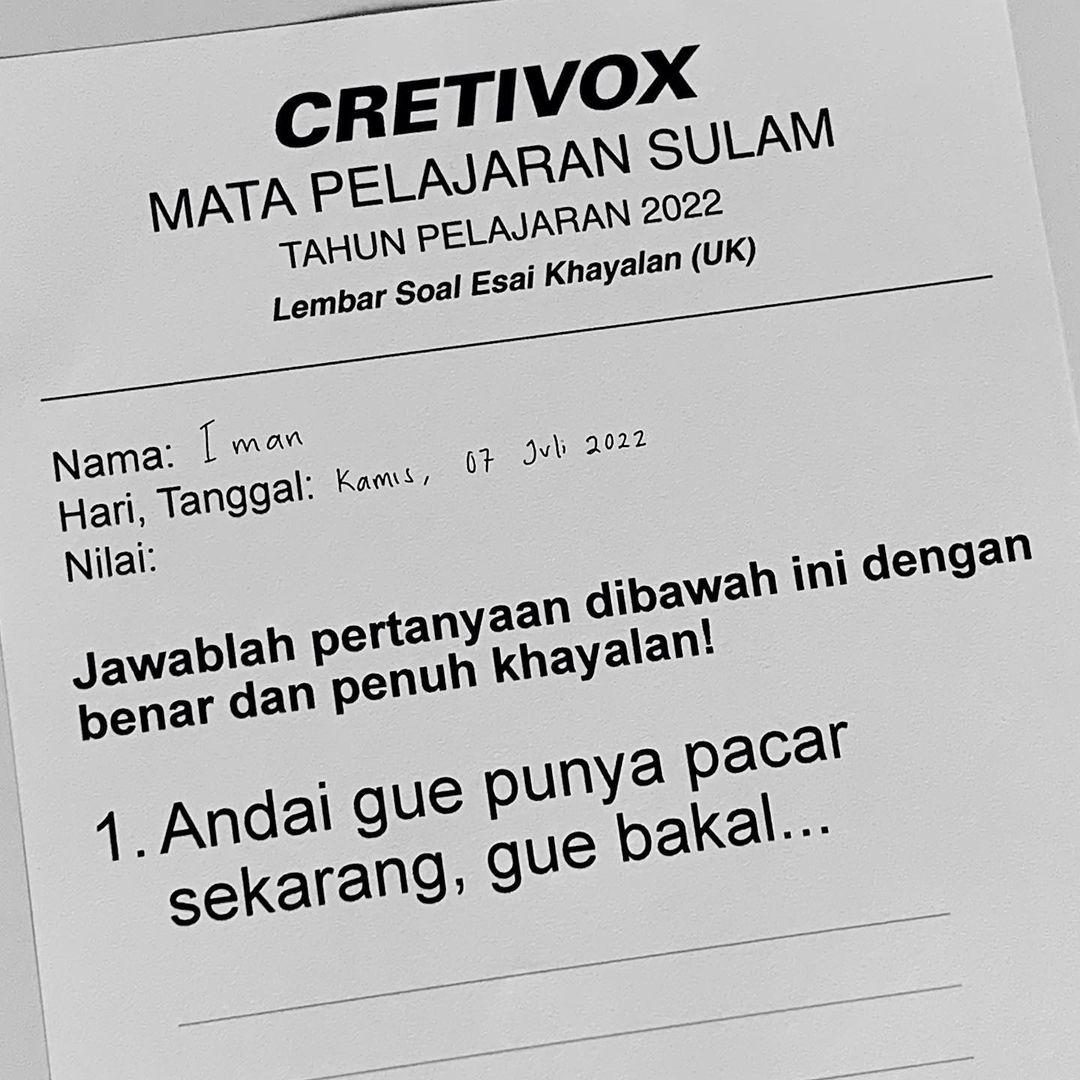 CRETIVOX
MATA PELAJARAN SULAM
TAHUN PELAJARAN 2022
Lembar Soal Esai Khayalan (UK)
Nama: Iman
Hari, Tanggal: Kamis, 07 Juli 2022
Nilai:
Jawablah pertanyaan dibawah ini dengan
benar dan penuh khayalan!
1. Andai gue punya pacar
sekarang, gue bakal...